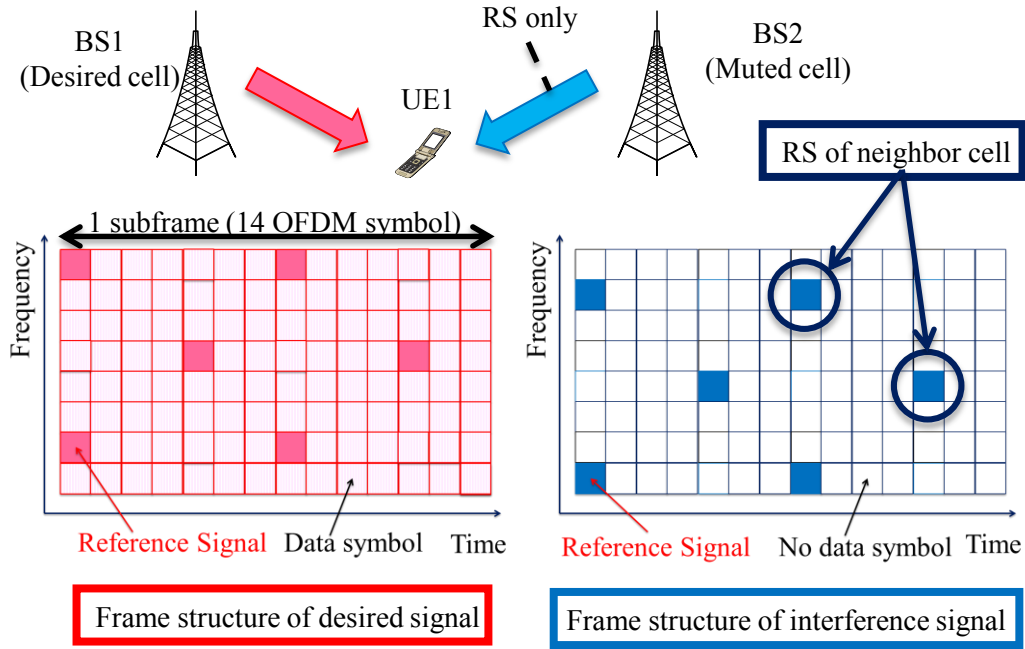 RS only
BS1
(Desired cell)
BS2
(Muted cell)
UE1
RS of neighbor cell
1 subframe (14 OFDM symbol)
Frequency
Frequency
Reference Signal
Data symbol
Time
Reference Signal
No data symbol
Time
Frame structure of desired signal
Frame structure of interference signal